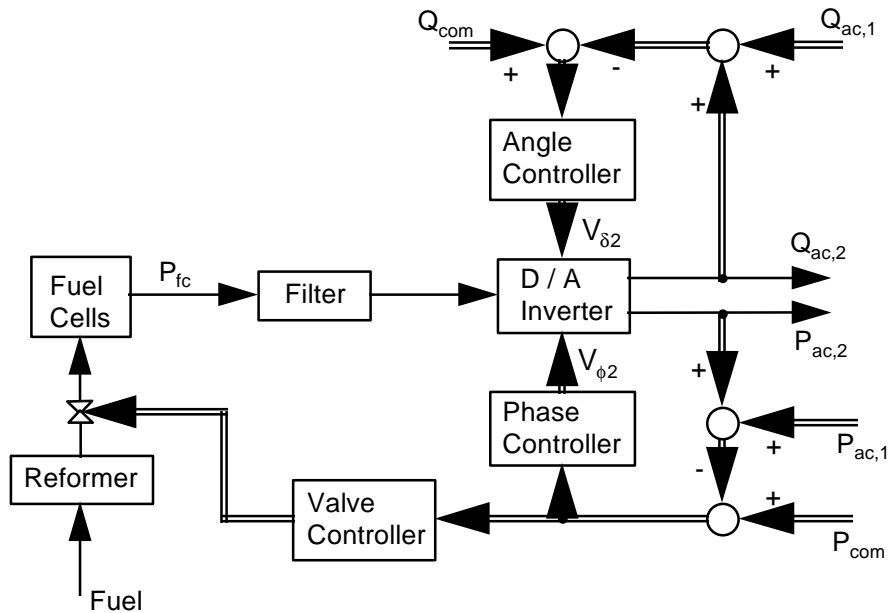 Q_com
Q_ac,1
+
-
+
+
Angle
Controller
V_δ2
P_fc
Q_ac,2
Fuel
Cells
Filter
D / A
Inverter
P_ac,2
V_ϕ2
+
Phase
Controller
+
P_ac,1
-
Reformer
Valve
Controller
+
P_com
Fuel